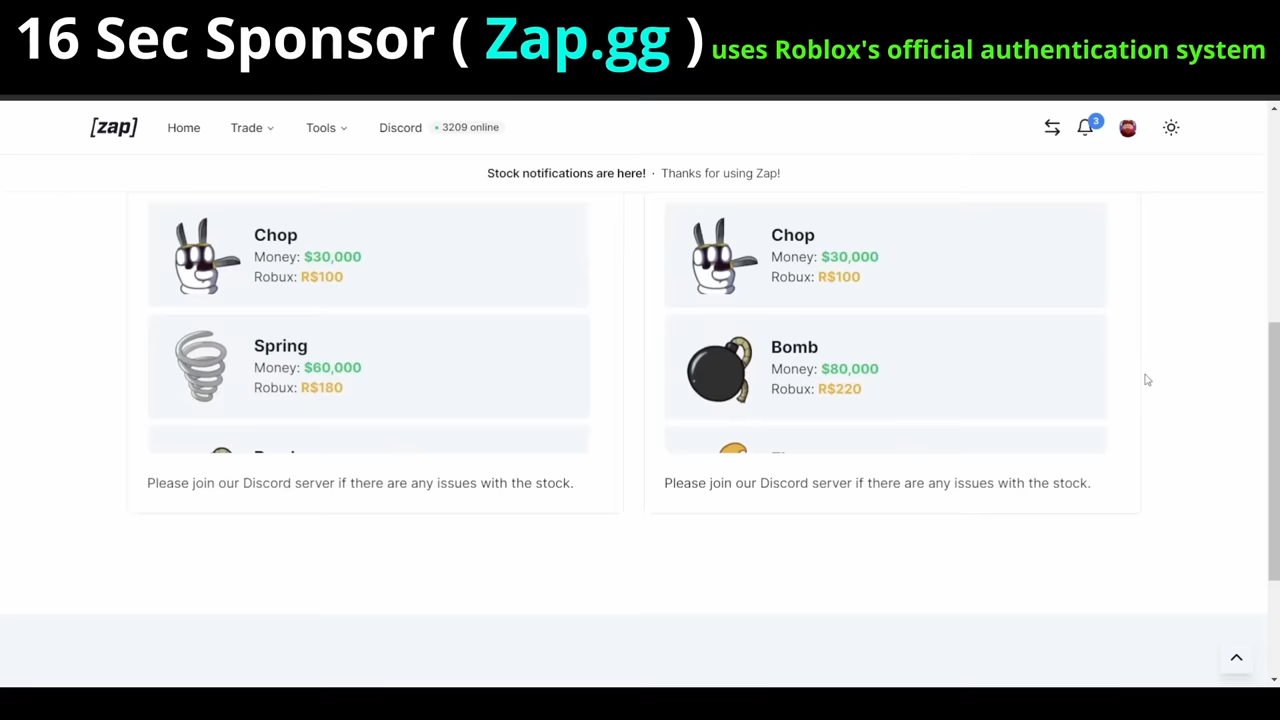 16 Sec Sponsor ( Zap.gg ) uses Roblox's official authentication system
[zap] Home Trade Tools Discord • 3209 online 3
Stock notifications are here! · Thanks for using Zap!
Chop
Money: $30,000
Robux: R$100
Spring
Money: $60,000
Robux: R$180
Please join our Discord server if there are any issues with the stock.
Chop
Money: $30,000
Robux: R$100
Bomb
Money: $80,000
Robux: R$220
Please join our Discord server if there are any issues with the stock.